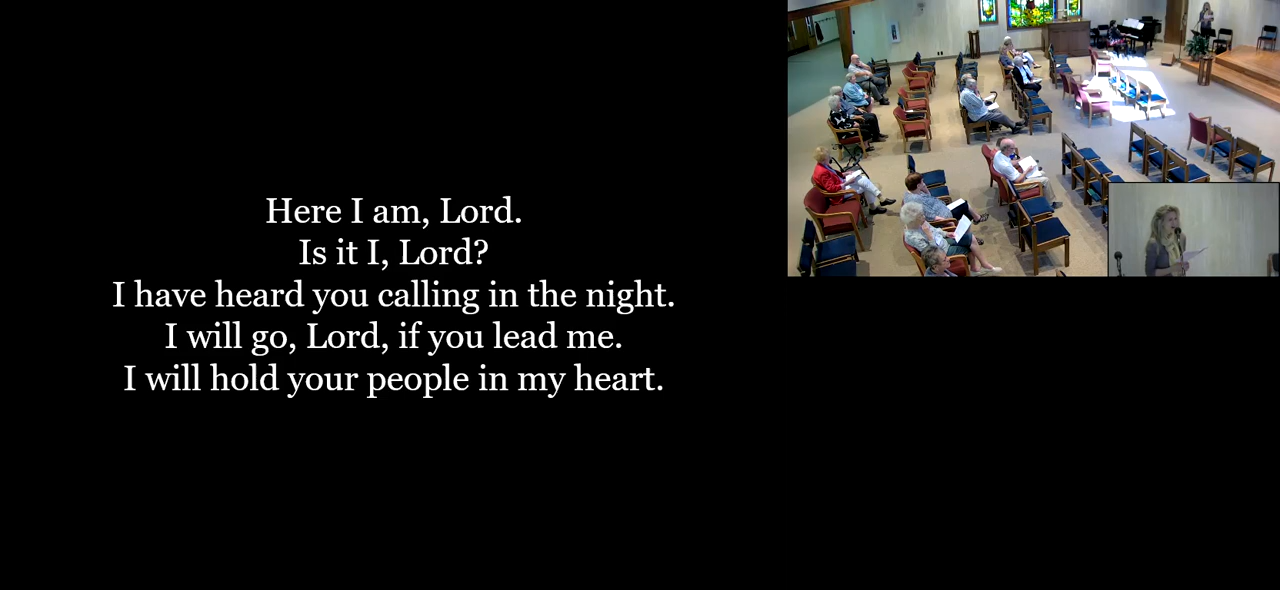 Here I am, Lord.
Is it I, Lord?
I have heard you calling in the night.
I will go, Lord, if you lead me.
I will hold your people in my heart.